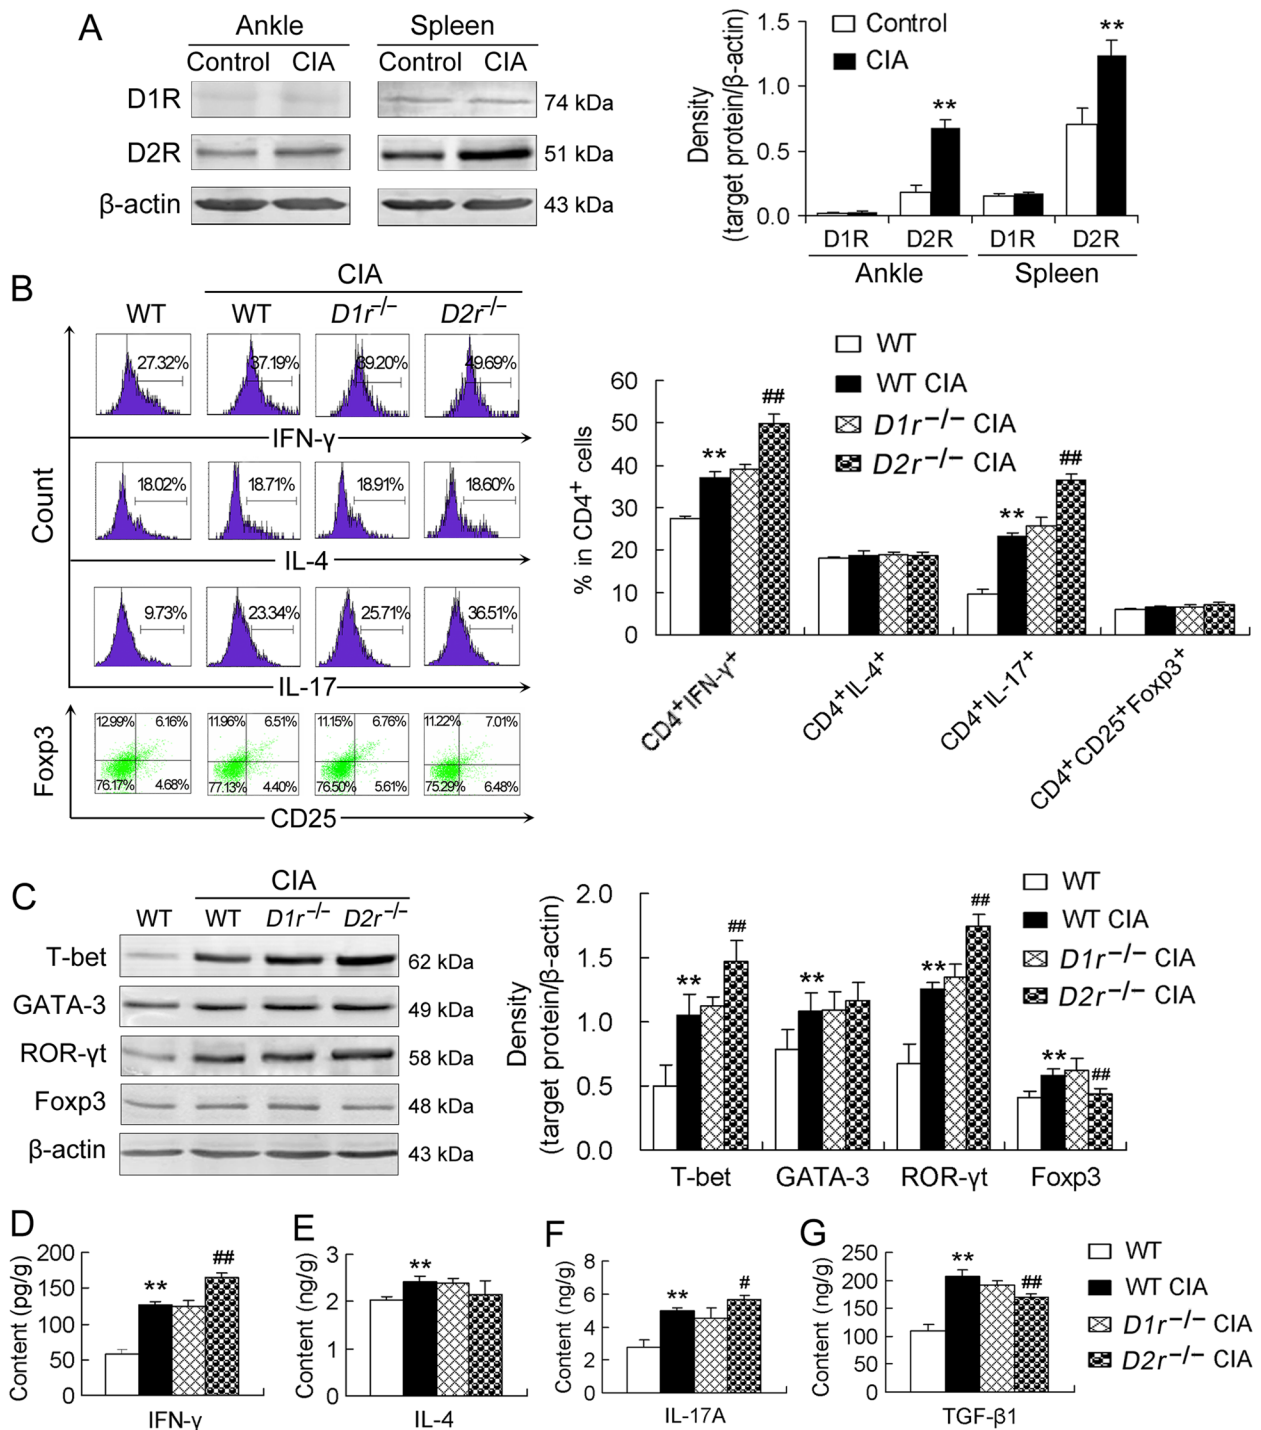 A
Ankle
Spleen
Control
CIA
Control
CIA
D1R
74 kDa
D2R
51 kDa
β-actin
43 kDa
Density
(target protein/β-actin)
1.5
1.0
0.5
0.0
Control
CIA
**
**
D1R
D2R
D1R
D2R
Ankle
Spleen
B
CIA
WT
WT
D1r−/−
D2r−/−
Count
27.32%
37.19%
39.20%
49.69%
IFN-γ
18.02%
18.71%
18.91%
18.60%
IL-4
9.73%
23.34%
25.71%
36.51%
IL-17
Foxp3
12.99%
6.16%
11.96%
6.51%
11.15%
6.76%
11.22%
7.01%
76.17%
4.68%
77.13%
4.40%
76.50%
5.61%
75.29%
6.48%
CD25
WT
WT CIA
D1r−/− CIA
D2r−/− CIA
% in CD4+ cells
60
50
40
30
20
10
0
**
##
**
##
CD4+IFN-γ+
CD4+IL-4+
CD4+IL-17+
CD4+CD25+Foxp3+
C
CIA
WT
WT
D1r−/−
D2r−/−
T-bet
62 kDa
GATA-3
49 kDa
ROR-γt
58 kDa
Foxp3
48 kDa
β-actin
43 kDa
Density
(target protein/β-actin)
2.0
1.5
1.0
0.5
0.0
**
##
**
**
##
**
##
T-bet
GATA-3
ROR-γt
Foxp3
WT
WT CIA
D1r−/− CIA
D2r−/− CIA
D
Content (pg/g)
200
150
100
50
0
**
##
IFN-γ
E
Content (ng/g)
3
2
1
0
**
IL-4
F
Content (ng/g)
8
6
4
2
0
**
#
IL-17A
G
Content (ng/g)
250
200
150
100
50
0
**
##
TGF-β1
WT
WT CIA
D1r−/− CIA
D2r−/− CIA